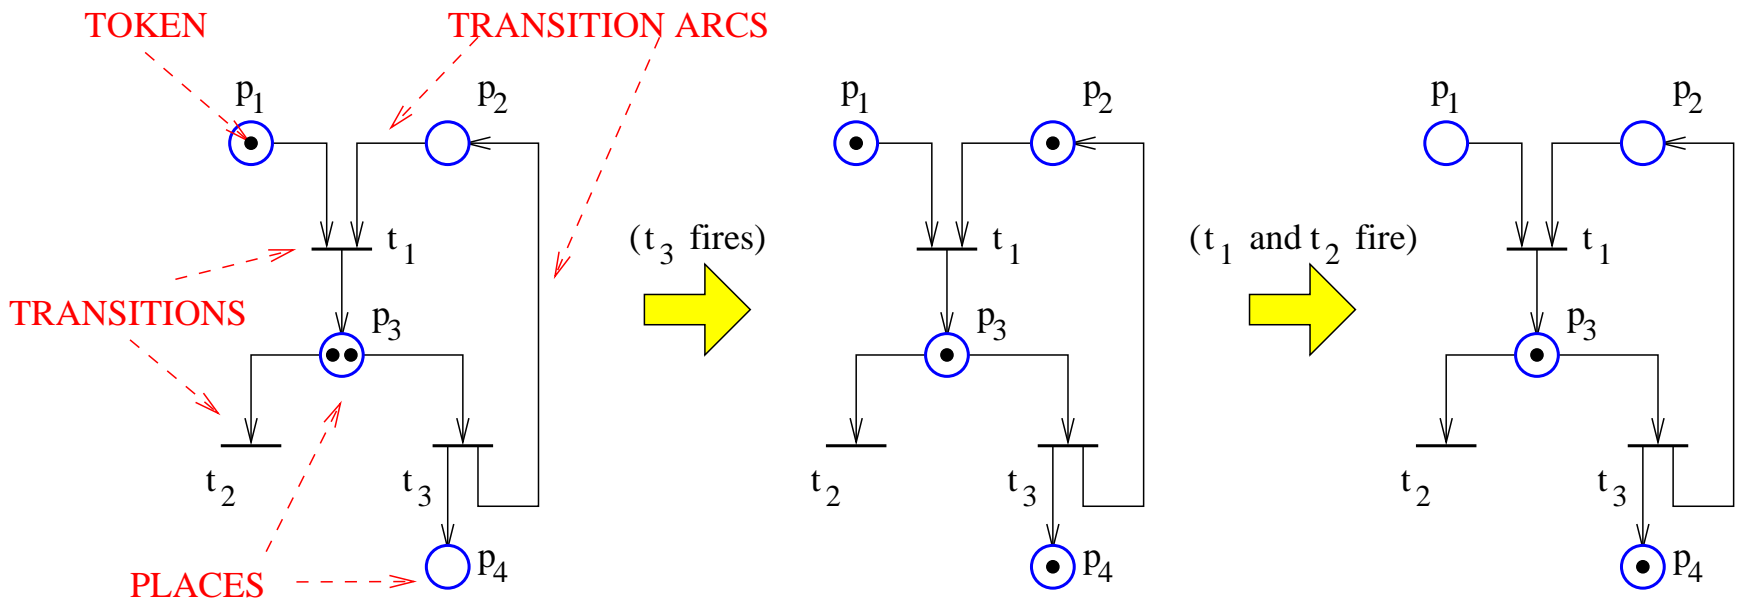 TOKEN
TRANSITION ARCS
p1
p2
p1
p2
p1
p2
t1
(t3 fires)
t1
(t1 and t2 fire)
t1
TRANSITIONS
p3
p3
p3
t2
t3
t2
t3
t2
t3
PLACES
p4
p4
p4